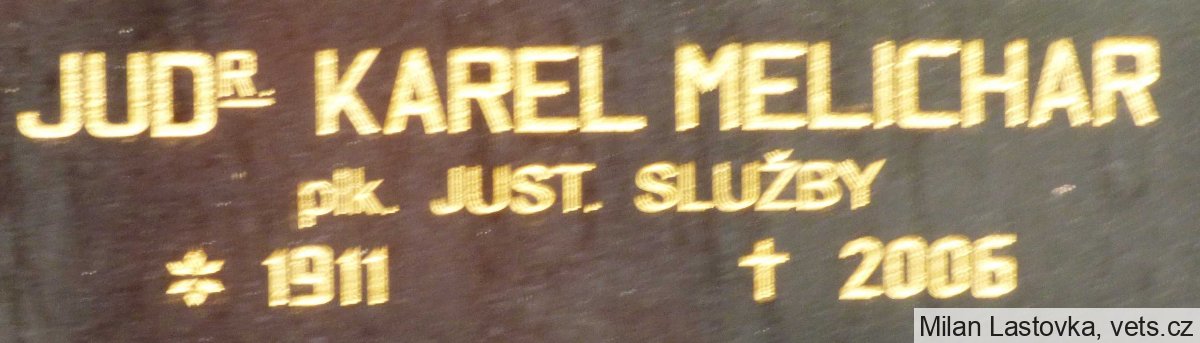 JUDR. KAREL MELICHAR
plk. JUST. SLUŽBY
* 1911 † 2006
Milan Lastovka, vets.cz